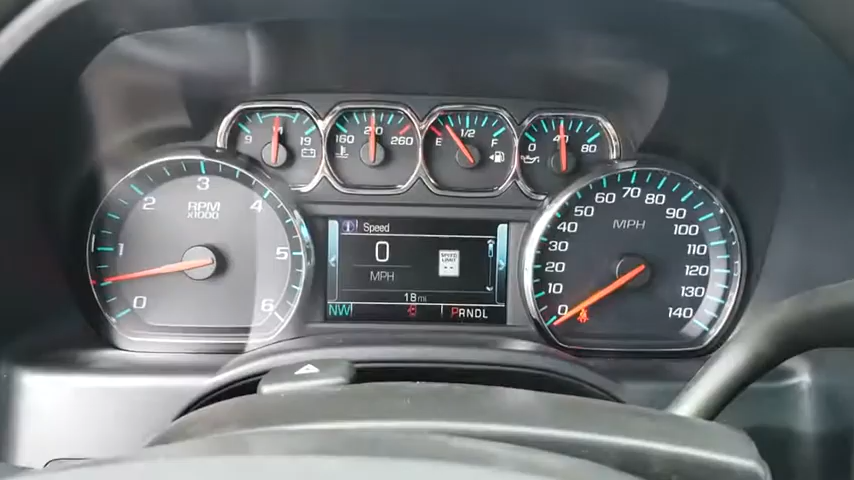 9 14 19
160 210 260
E 1/2 F
0 40 80
0 1 2 3 4 5 6
RPM
x1000
Speed
0
MPH
SPEED
LIMIT
--
18 mi
NW
PRNDL
0 10 20 30 40 50 60 70 80 90 100 110 120 130 140
MPH